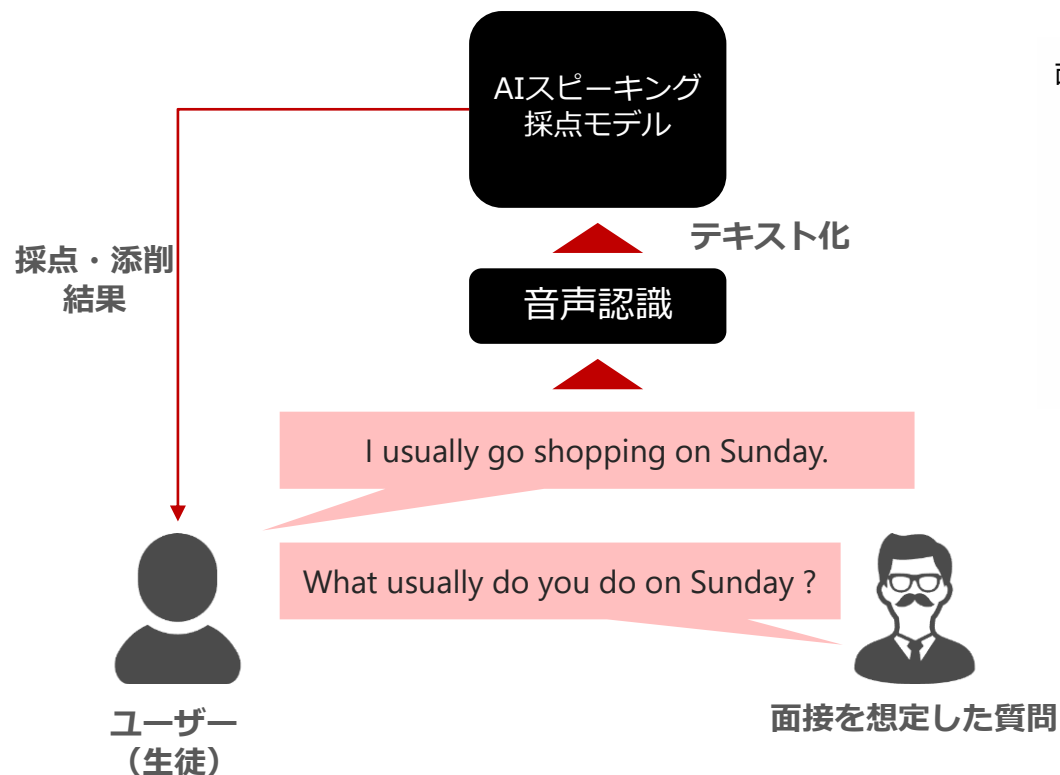 AIスピーキング
採点モデル
テキスト化
採点・添削
結果
音声認識
I usually go shopping on Sunday.
What usually do you do on Sunday ?
ユーザー
（生徒）
面接を想定した質問